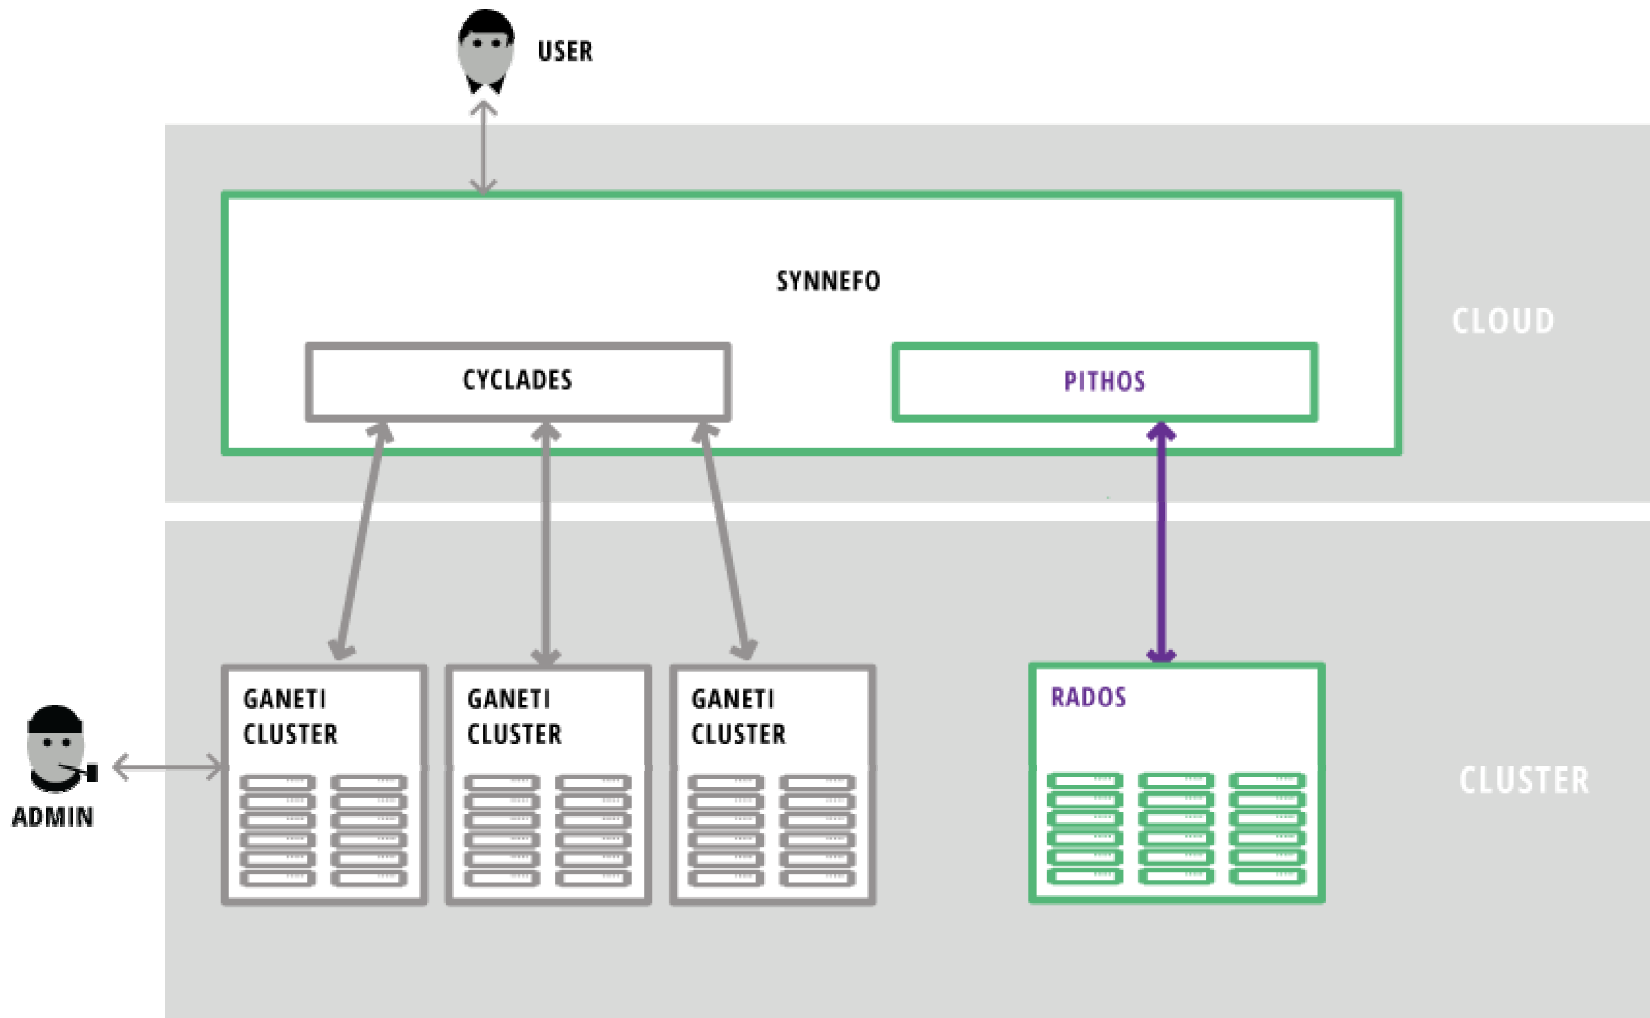 USER
SYNNEFO
CLOUD
CYCLADES
PITHOS
GANETI
CLUSTER
GANETI
CLUSTER
GANETI
CLUSTER
RADOS
CLUSTER
ADMIN